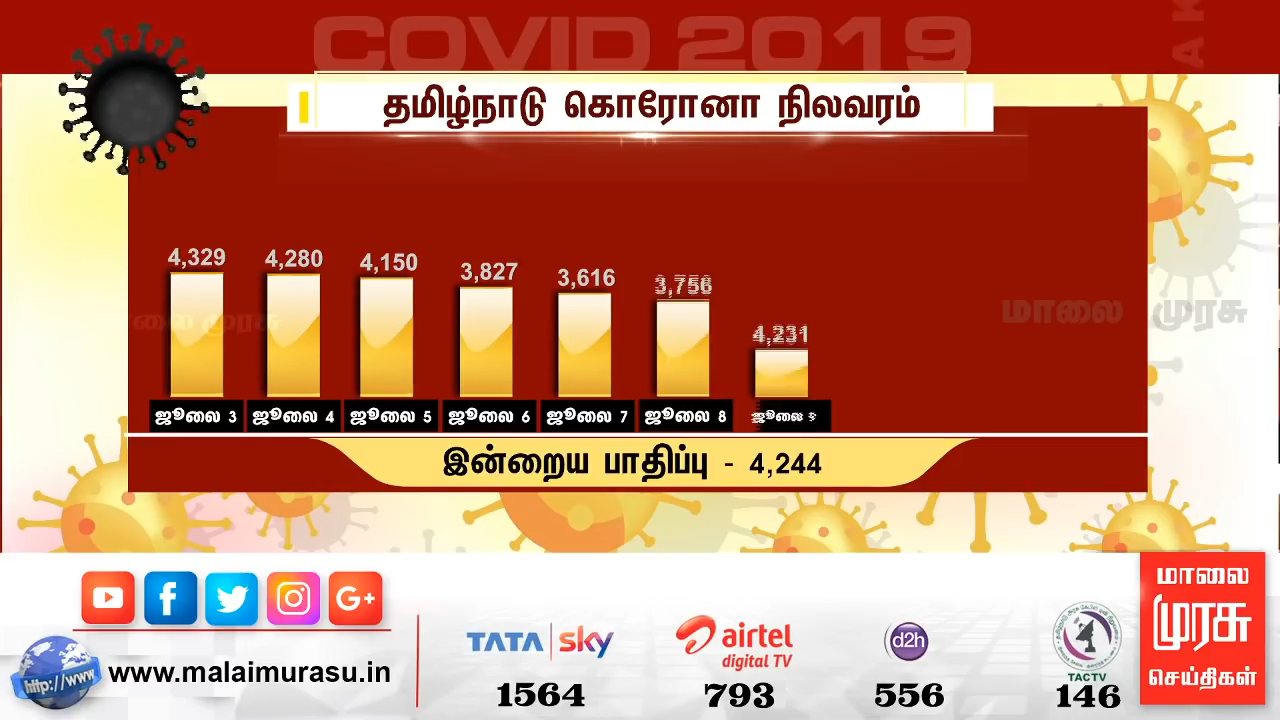 COVID 2019
தமிழ்நாடு கொரோனா நிலவரம்
4,329 4,280 4,150 3,827 3,616 3,756 4,231
மாலை முரசு
மாலை முரசு
ஜூலை 3 ஜூலை 4 ஜூலை 5 ஜூலை 6 ஜூலை 7 ஜூலை 8 ஜூலை 9
இன்றைய பாதிப்பு - 4,244
G+
TATA sky
1564
airtel
digital TV
793
d2h
556
TACTV
146
http://www
www.malaimurasu.in
மாலை
முரசு
செய்திகள்